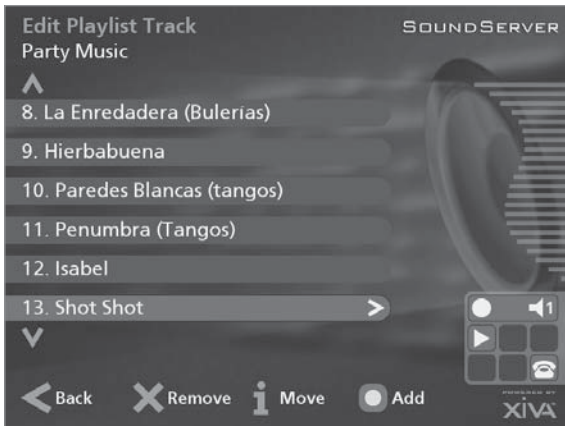 Edit Playlist Track
SOUNDSERVER
Party Music
8. La Enredadera (Bulerías)
9. Hierbabuena
10. Paredes Blancas (tangos)
11. Penumbra (Tangos)
12. Isabel
13. Shot Shot
1
Back Remove i Move Add
POWERED BY
XiVA